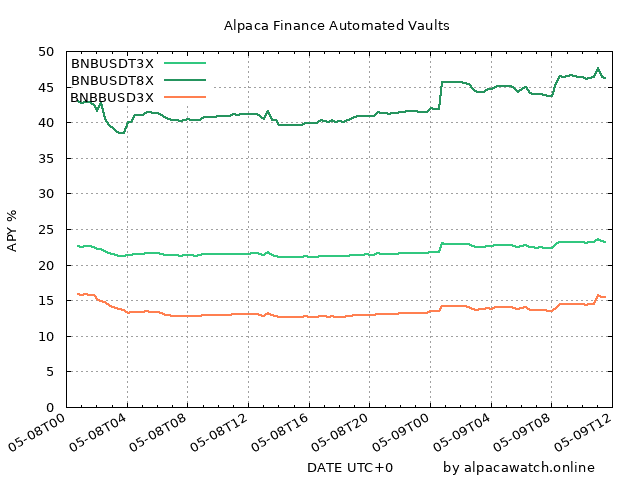 Alpaca Finance Automated Vaults
50
45
40
35
30
25
20
15
10
5
0
APY %
BNBUSDT3X
BNBUSDT8X
BNBBUSD3X
05-08T00
05-08T04
05-08T08
05-08T12
05-08T16
05-08T20
05-09T00
05-09T04
05-09T08
05-09T12
DATE UTC+0
by alpacawatch.online